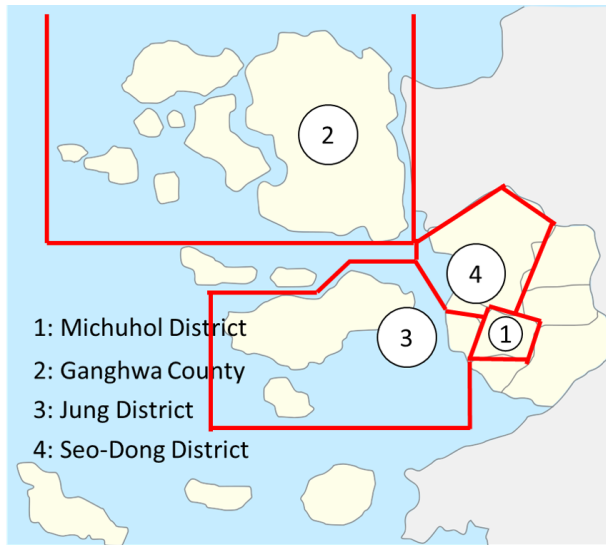 2
4
3
1
1: Michuhol District
2: Ganghwa County
3: Jung District
4: Seo-Dong District